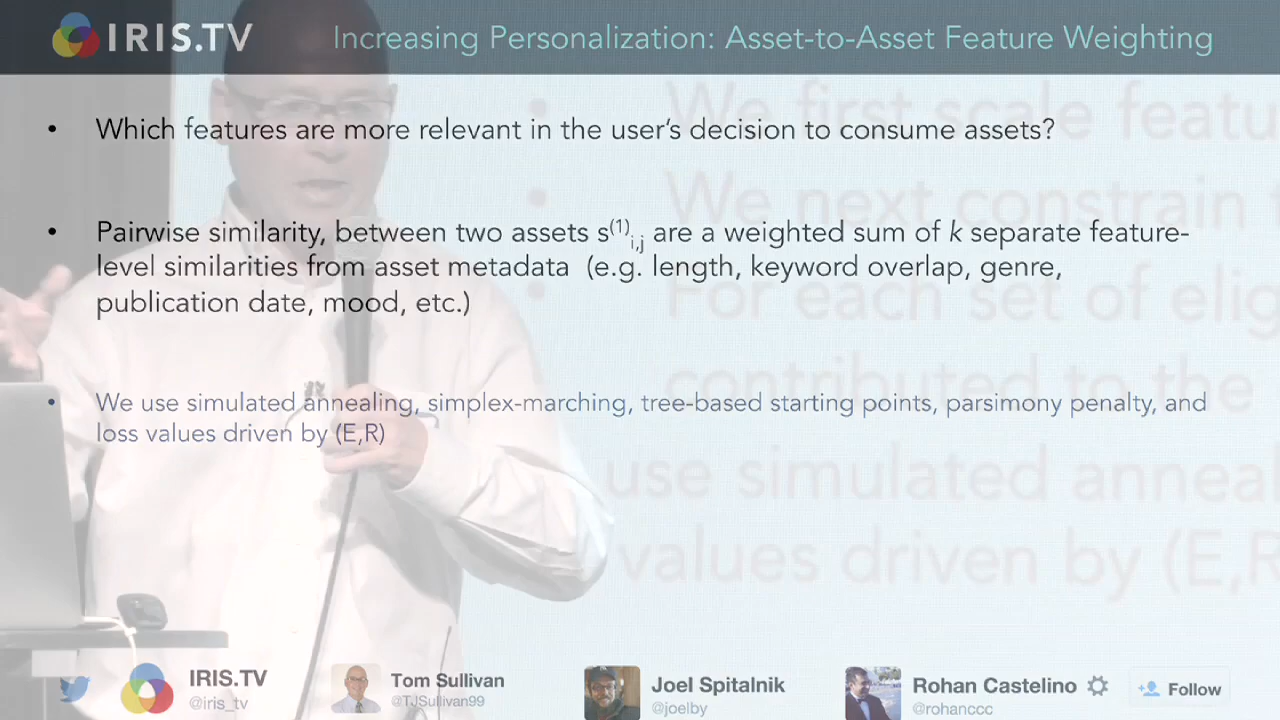 IRIS.TV
Increasing Personalization: Asset-to-Asset Feature Weighting
• Which features are more relevant in the user's decision to consume assets?
• Pairwise similarity, between two assets s(1)i,j are a weighted sum of k separate feature-
level similarities from asset metadata (e.g. length, keyword overlap, genre,
publication date, mood, etc.)
• We use simulated annealing, simplex-marching, tree-based starting points, parsimony penalty, and
loss values driven by (E,R)
• We first scale featu
• We next constrain
• For each set of elig
contributed to the
use simulated anneal
values driven by (E,R
IRIS.TV
@iris_tv
Tom Sullivan
@TJSullivan99
Joel Spitalnik
@joelby
Rohan Castelino
@rohanccc
Follow